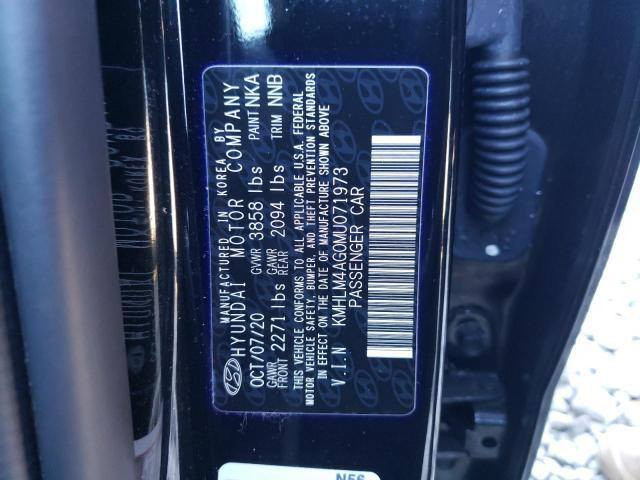 MANUFACTURED IN KOREA BY
HYUNDAI MOTOR COMPANY
OCT/07/20 GVWR 3858 lbs PAINT NKA
GAWR FRONT 2271 lbs GAWR REAR 2094 lbs TRIM NNB
THIS VEHICLE CONFORMS TO ALL APPLICABLE U.S.A. FEDERAL
MOTOR VEHICLE SAFETY, BUMPER, AND THEFT PREVENTION STANDARDS
IN EFFECT ON THE DATE OF MANUFACTURE SHOWN ABOVE
V.I.N KMHLM4AG0MU071973
PASSENGER CAR
N56